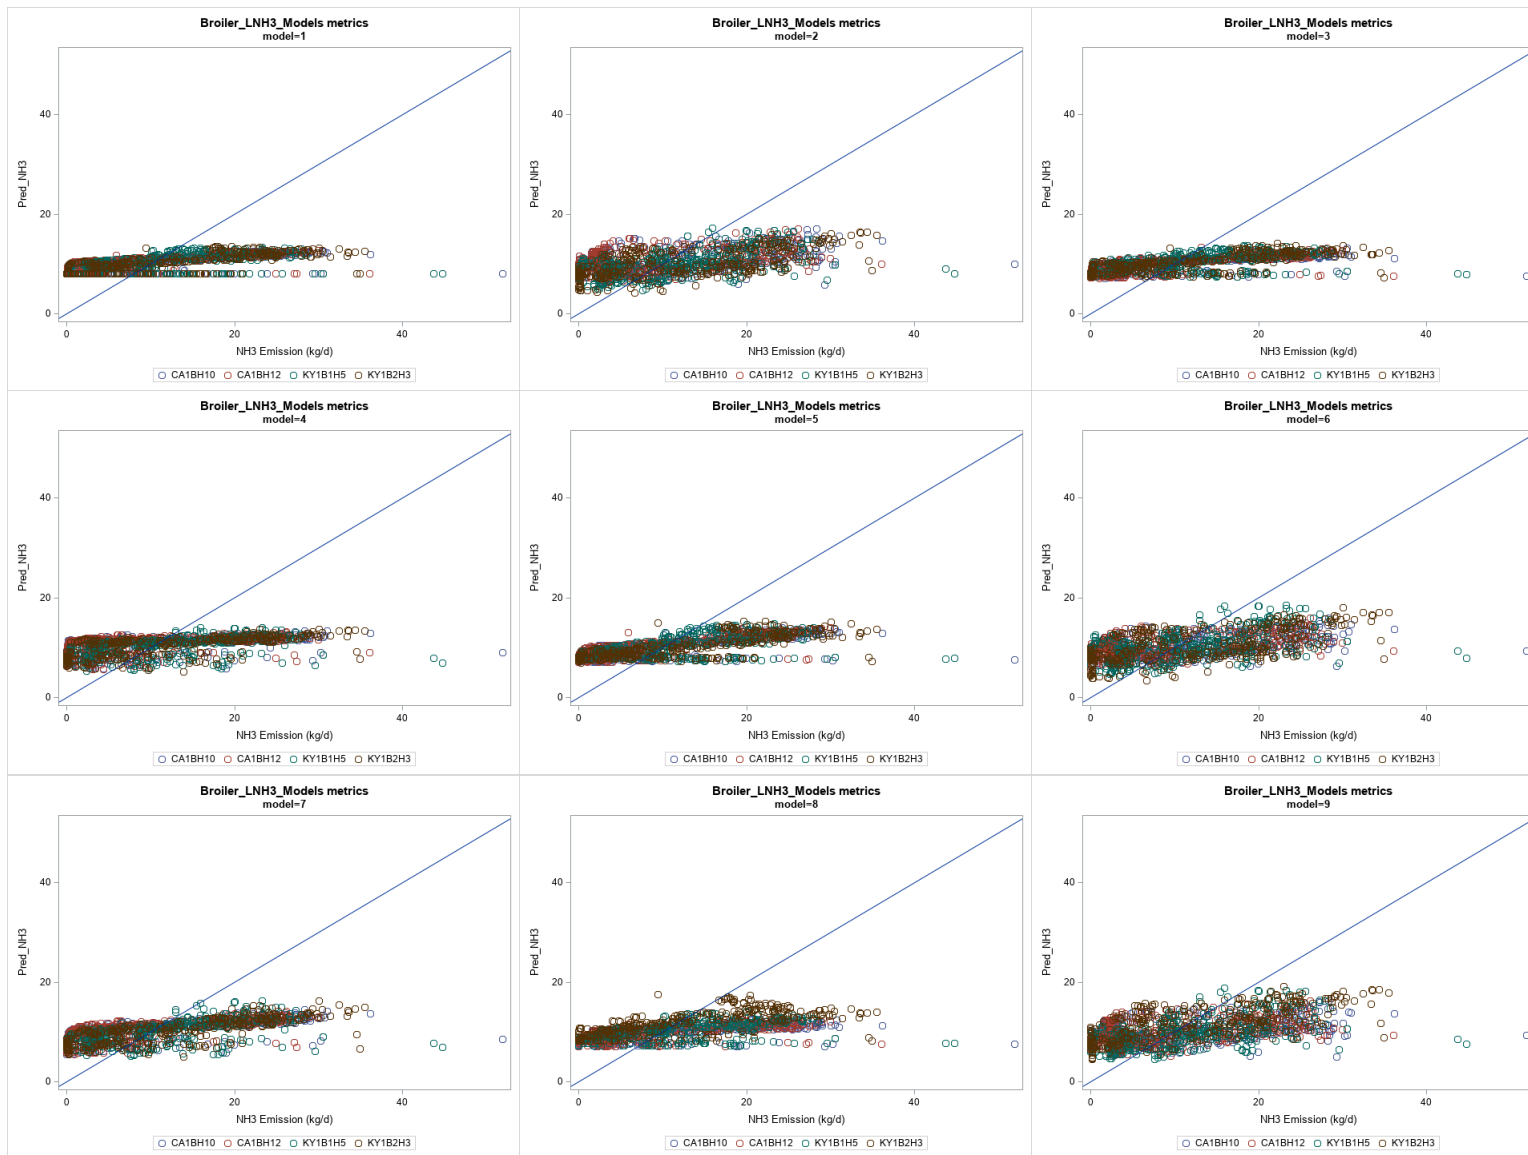 Broiler_LNH3_Models metrics
model=1
40
20
0
Pred_NH3
0 20 40
NH3 Emission (kg/d)
CA1BH10 CA1BH12 KY1B1H5 KY1B2H3
Broiler_LNH3_Models metrics
model=2
40
20
0
Pred_NH3
0 20 40
NH3 Emission (kg/d)
CA1BH10 CA1BH12 KY1B1H5 KY1B2H3
Broiler_LNH3_Models metrics
model=3
40
20
0
Pred_NH3
0 20 40
NH3 Emission (kg/d)
CA1BH10 CA1BH12 KY1B1H5 KY1B2H3
Broiler_LNH3_Models metrics
model=4
40
20
0
Pred_NH3
0 20 40
NH3 Emission (kg/d)
CA1BH10 CA1BH12 KY1B1H5 KY1B2H3
Broiler_LNH3_Models metrics
model=5
40
20
0
Pred_NH3
0 20 40
NH3 Emission (kg/d)
CA1BH10 CA1BH12 KY1B1H5 KY1B2H3
Broiler_LNH3_Models metrics
model=6
40
20
0
Pred_NH3
0 20 40
NH3 Emission (kg/d)
CA1BH10 CA1BH12 KY1B1H5 KY1B2H3
Broiler_LNH3_Models metrics
model=7
40
20
0
Pred_NH3
0 20 40
NH3 Emission (kg/d)
CA1BH10 CA1BH12 KY1B1H5 KY1B2H3
Broiler_LNH3_Models metrics
model=8
40
20
0
Pred_NH3
0 20 40
NH3 Emission (kg/d)
CA1BH10 CA1BH12 KY1B1H5 KY1B2H3
Broiler_LNH3_Models metrics
model=9
40
20
0
Pred_NH3
0 20 40
NH3 Emission (kg/d)
CA1BH10 CA1BH12 KY1B1H5 KY1B2H3